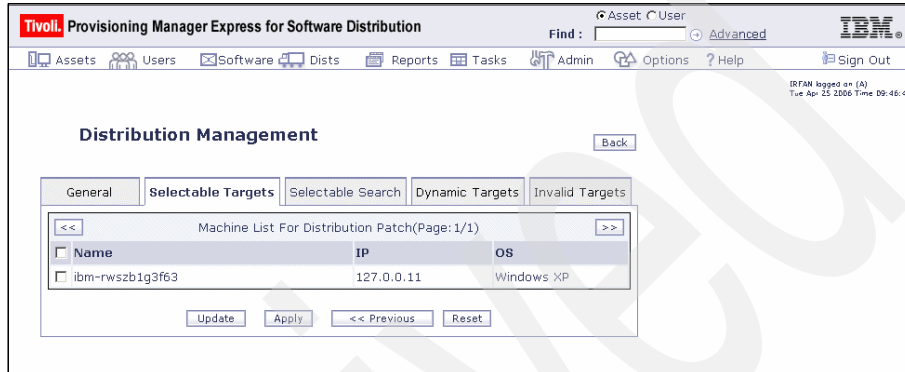 Asset User
Tivoli. Provisioning Manager Express for Software Distribution
Find : Advanced
IBM®
Assets Users Software Dists Reports Tasks Admin Options ? Help Sign Out
IRFAN logged on (A)
Tue Apr 25 2006 Time 09:46:4
Distribution Management
Back
General Selectable Targets Selectable Search Dynamic Targets Invalid Targets
<< Machine List For Distribution Patch(Page:1/1) >>
Name IP OS
ibm-rwszb1g3f63 127.0.0.11 Windows XP
Update Apply << Previous Reset